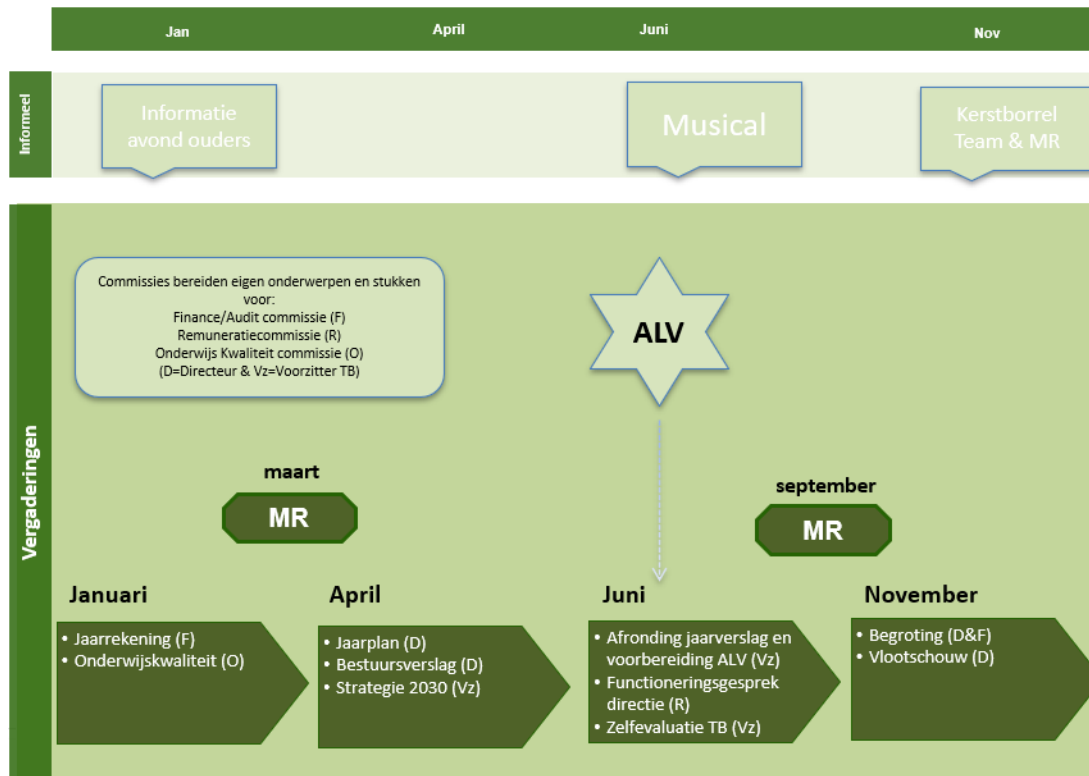 Jan
April
Juni
Nov
Informeel
Informatie
avond ouders
Musical
Kerstborrel
Team & MR
Vergaderingen
Commissies bereiden eigen onderwerpen en stukken
voor:
Finance/Audit commissie (F)
Remuneratiecommissie (R)
Onderwijs Kwaliteit commissie (O)
(D=Directeur & Vz=Voorzitter TB)
ALV
maart
MR
september
MR
Januari
• Jaarrekening (F)
• Onderwijskwaliteit (O)
April
• Jaarplan (D)
• Bestuursverslag (D)
• Strategie 2030 (Vz)
Juni
• Afronding jaarverslag en
voorbereiding ALV (Vz)
• Functioneringsgesprek
directie (R)
• Zelfevaluatie TB (Vz)
November
• Begroting (D&F)
• Vlootschouw (D)